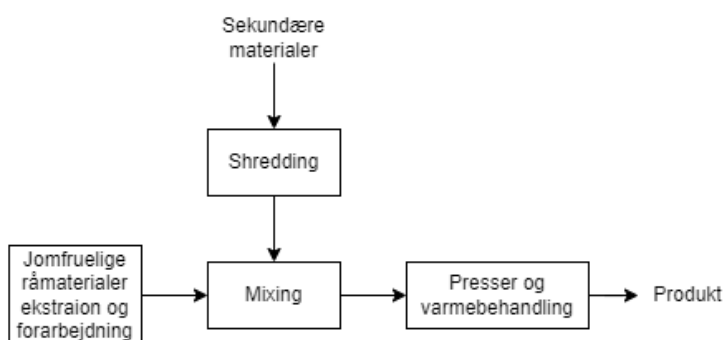 Sekundære
materialer
Shredding
Jomfruelige
råmaterialer
ekstraion og
forarbejdning
Mixing
Presser og
varmebehandling
Produkt